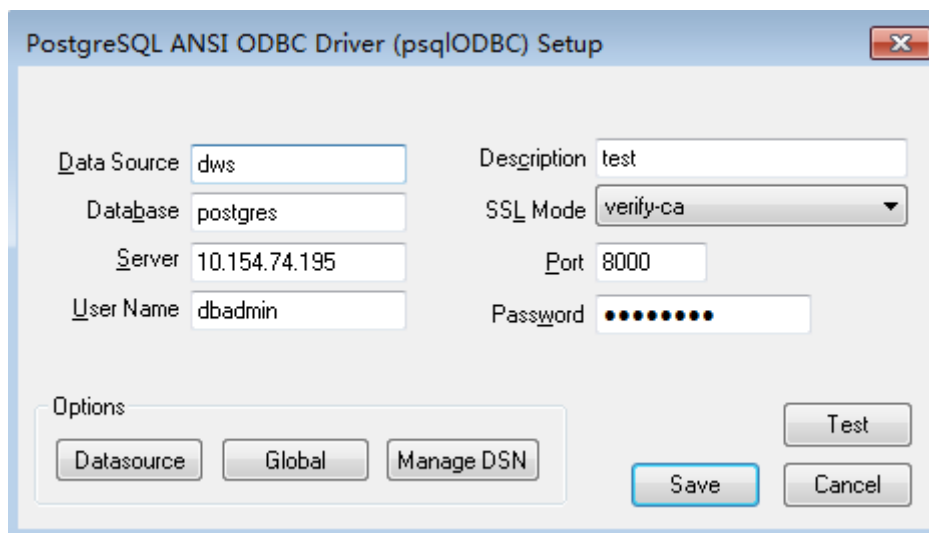 PostgreSQL ANSI ODBC Driver (psqlODBC) Setup
Data Source dws Description test
Database postgres SSL Mode verify-ca
Server 10.154.74.195 Port 8000
User Name dbadmin Password ●●●●●●●●
Options
Datasource Global Manage DSN Test
Save Cancel